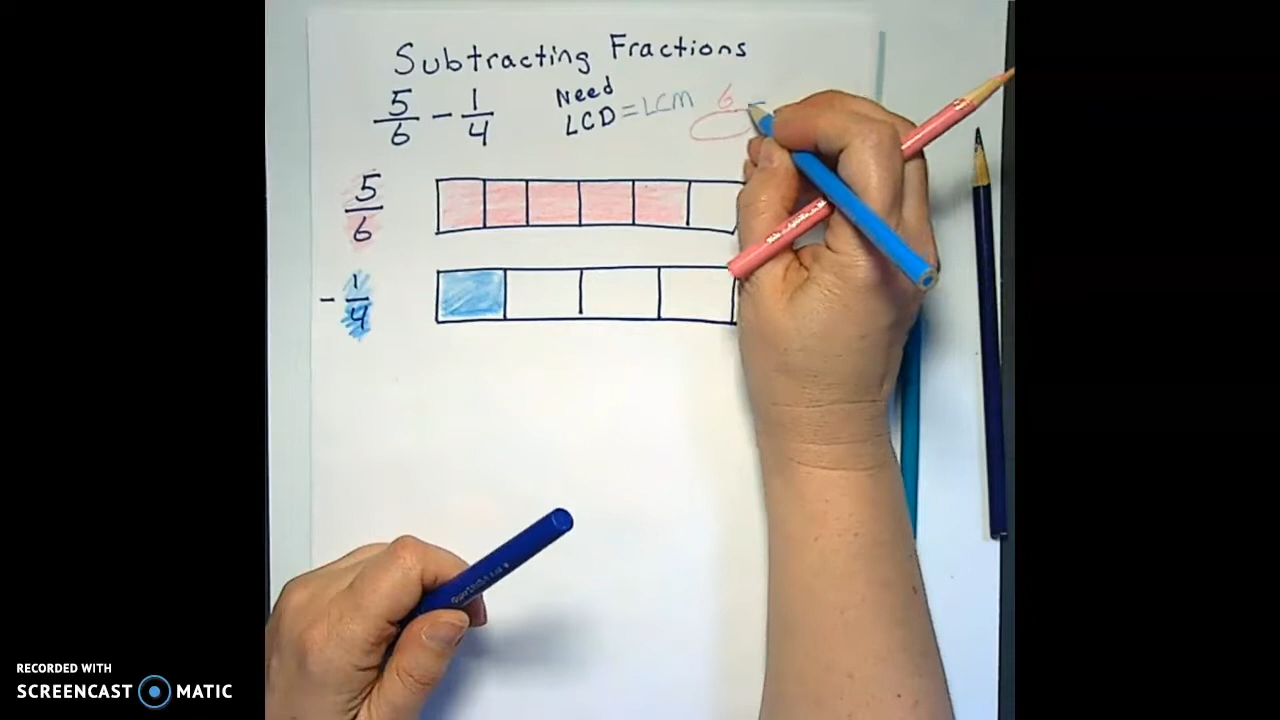 Subtracting Fractions
5/6 - 1/4
Need
LCD = LCM 6
5/6
- 1/4
RECORDED WITH
SCREENCAST MATIC